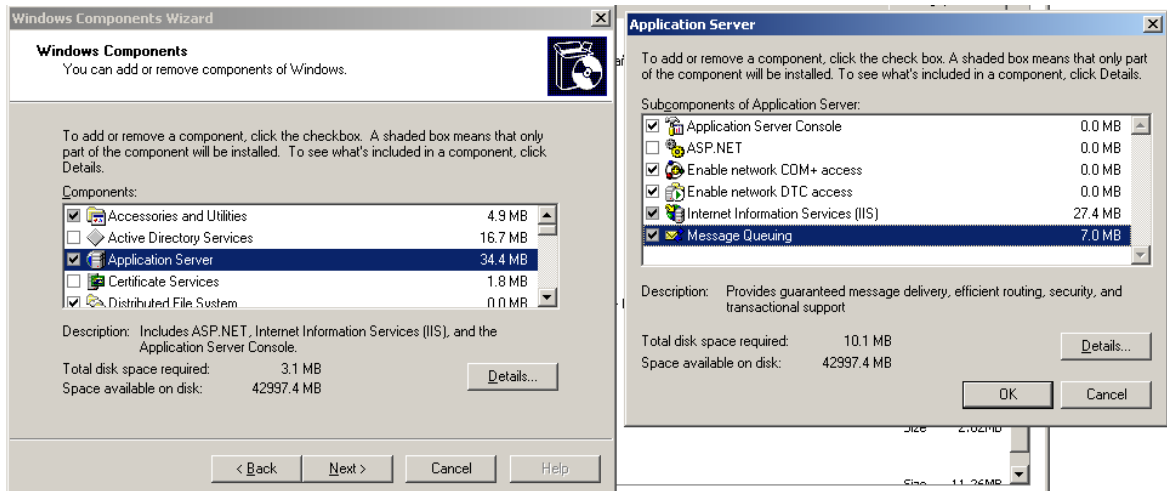 Windows Components Wizard
Windows Components
You can add or remove components of Windows.
To add or remove a component, click the checkbox. A shaded box means that only
part of the component will be installed. To see what's included in a component, click
Details.
Components:
Accessories and Utilities 4.9 MB
Active Directory Services 16.7 MB
Application Server 34.4 MB
Certificate Services 1.8 MB
Distributed File System 0.0 MB
Description: Includes ASP.NET, Internet Information Services (IIS), and the
Application Server Console.
Total disk space required: 3.1 MB
Space available on disk: 42997.4 MB
Details...
< Back
Next >
Cancel
Help
Application Server
To add or remove a component, click the check box. A shaded box means that only part
of the component will be installed. To see what's included in a component, click Details.
Subcomponents of Application Server:
Application Server Console 0.0 MB
ASP.NET 0.0 MB
Enable network COM+ access 0.0 MB
Enable network DTC access 0.0 MB
Internet Information Services (IIS) 27.4 MB
Message Queuing 7.0 MB
Description: Provides guaranteed message delivery, efficient routing, security, and
transactional support
Total disk space required: 10.1 MB
Space available on disk: 42997.4 MB
Details...
OK
Cancel
Size 2.62MB
Size 11.26MB